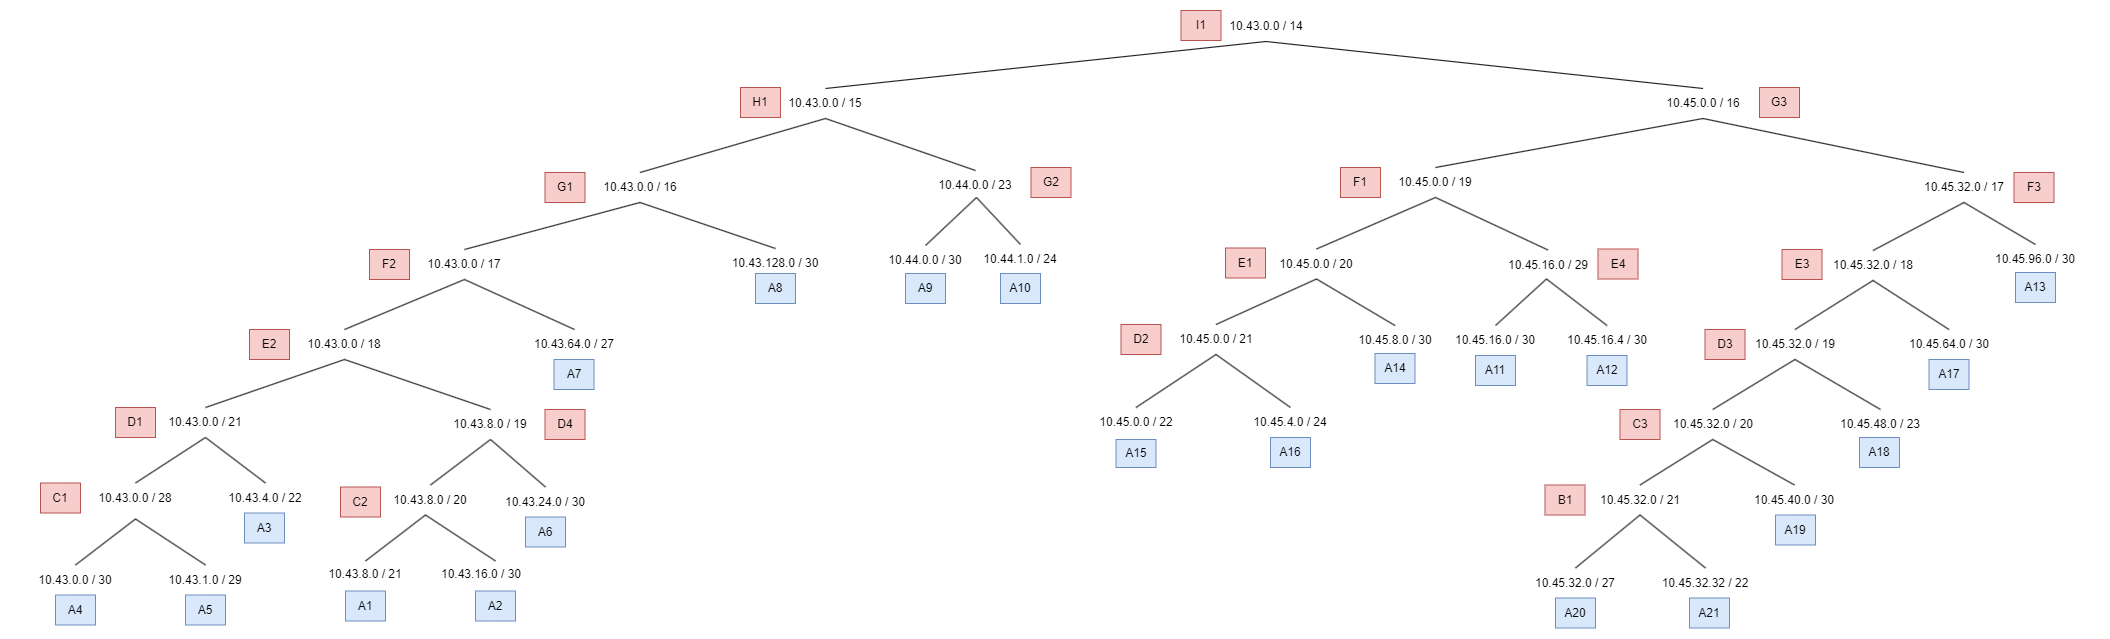 I1 10.43.0.0 / 14
H1 10.43.0.0 / 15
10.45.0.0 / 16 G3
G1 10.43.0.0 / 16
10.44.0.0 / 23 G2
F1 10.45.0.0 / 19
10.45.32.0 / 17 F3
F2 10.43.0.0 / 17
10.43.128.0 / 30
A8
10.44.0.0 / 30
A9
10.44.1.0 / 24
A10
E1 10.45.0.0 / 20
10.45.16.0 / 29 E4
E3 10.45.32.0 / 18
10.45.96.0 / 30
A13
E2 10.43.0.0 / 18
10.43.64.0 / 27
A7
D2 10.45.0.0 / 21
10.45.8.0 / 30
A14
10.45.16.0 / 30
A11
10.45.16.4 / 30
A12
D3 10.45.32.0 / 19
10.45.64.0 / 30
A17
D1 10.43.0.0 / 21
10.43.8.0 / 19 D4
10.45.0.0 / 22
A15
10.45.4.0 / 24
A16
C3 10.45.32.0 / 20
10.45.48.0 / 23
A18
C1 10.43.0.0 / 28
10.43.4.0 / 22
A3
C2 10.43.8.0 / 20
10.43.24.0 / 30
A6
B1 10.45.32.0 / 21
10.45.40.0 / 30
A19
10.43.0.0 / 30
A4
10.43.1.0 / 29
A5
10.43.8.0 / 21
A1
10.43.16.0 / 30
A2
10.45.32.0 / 27
A20
10.45.32.32 / 22
A21